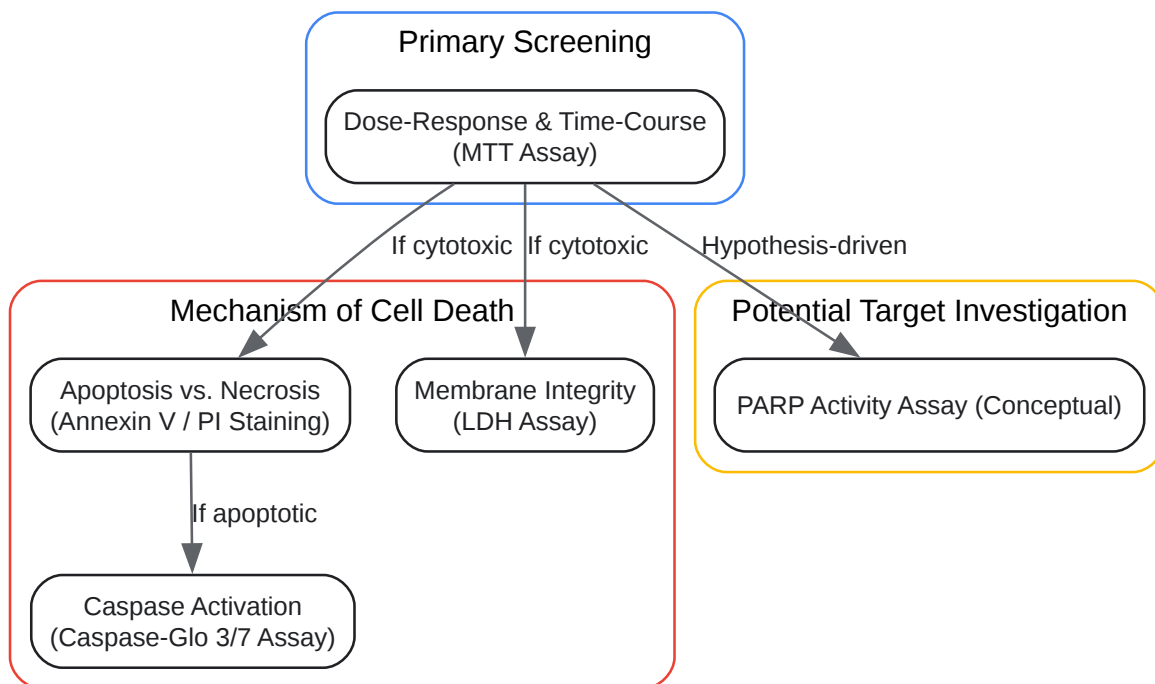 Primary Screening
Dose-Response & Time-Course
(MTT Assay)
If cytotoxic
If cytotoxic
Hypothesis-driven
Mechanism of Cell Death
Potential Target Investigation
Apoptosis vs. Necrosis
(Annexin V / PI Staining)
Membrane Integrity
(LDH Assay)
PARP Activity Assay (Conceptual)
If apoptotic
Caspase Activation
(Caspase-Glo 3/7 Assay)